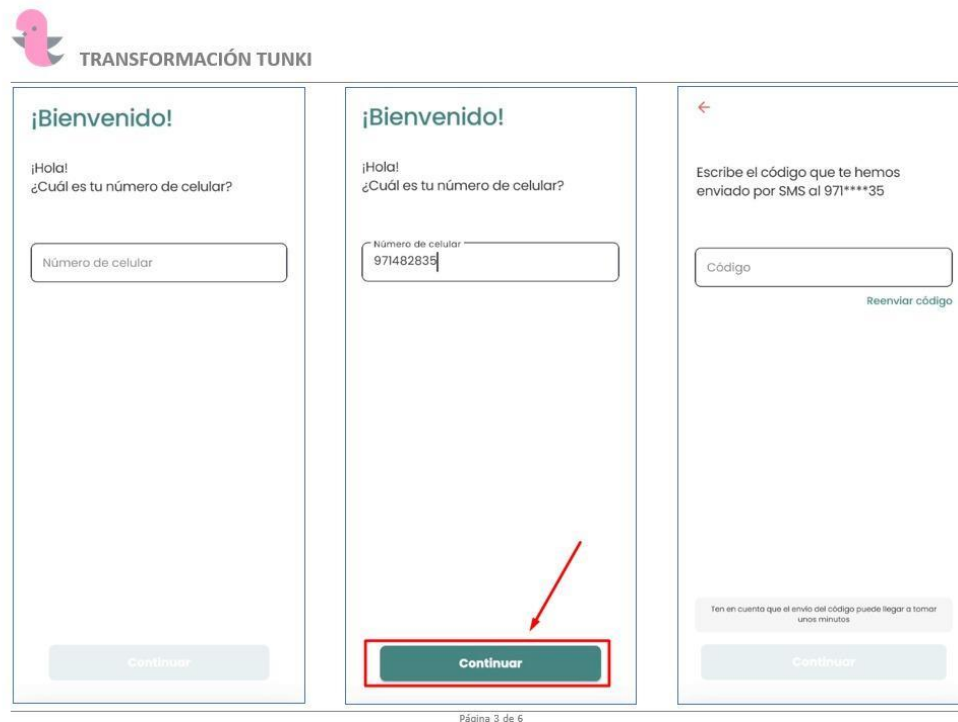 TRANSFORMACIÓN TUNKI
¡Bienvenido!
¡Hola!
¿Cuál es tu número de celular?
Número de celular
Continuar
¡Bienvenido!
¡Hola!
¿Cuál es tu número de celular?
Número de celular
971482835
Continuar
Escribe el código que te hemos
enviado por SMS al 971****35
Código
Reenviar código
Ten en cuenta que el envío del código puede llegar a tomar
unos minutos
Continuar
Página 3 de 6